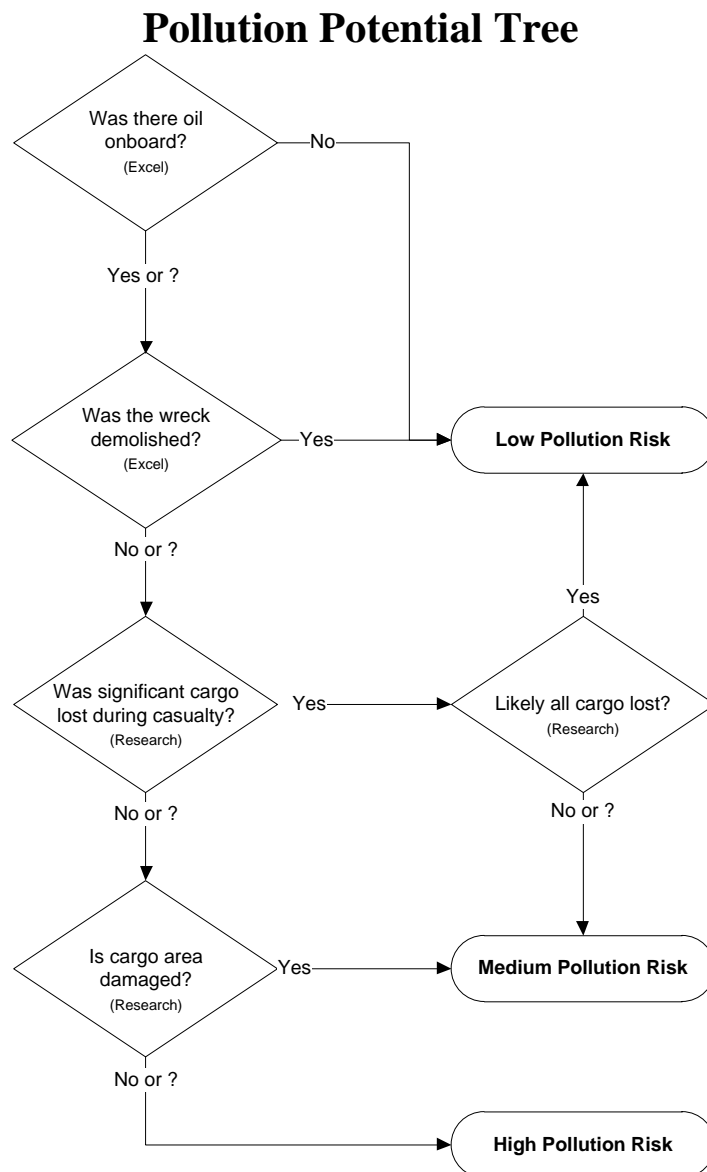 Pollution Potential Tree
Was there oil
onboard?
(Excel)
No
Yes or ?
Was the wreck
demolished?
(Excel)
Yes
Low Pollution Risk
No or ?
Yes
Was significant cargo
lost during casualty?
(Research)
Yes
Likely all cargo lost?
(Research)
No or ?
No or ?
Is cargo area
damaged?
(Research)
Yes
Medium Pollution Risk
No or ?
High Pollution Risk